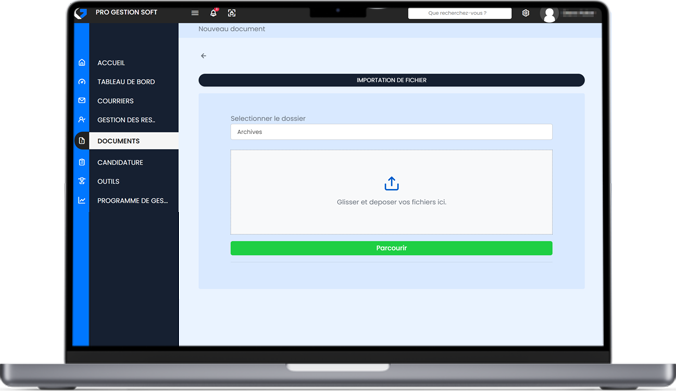 PRO GESTION SOFT
Que recherchez-vous ?
Nouveau document
ACCUEIL
TABLEAU DE BORD
COURRIERS
GESTION DES RES..
DOCUMENTS
CANDIDATURE
OUTILS
PROGRAMME DE GES...
IMPORTATION DE FICHIER
Selectionner le dossier
Archives
Glisser et deposer vos fichiers ici.
Parcourir